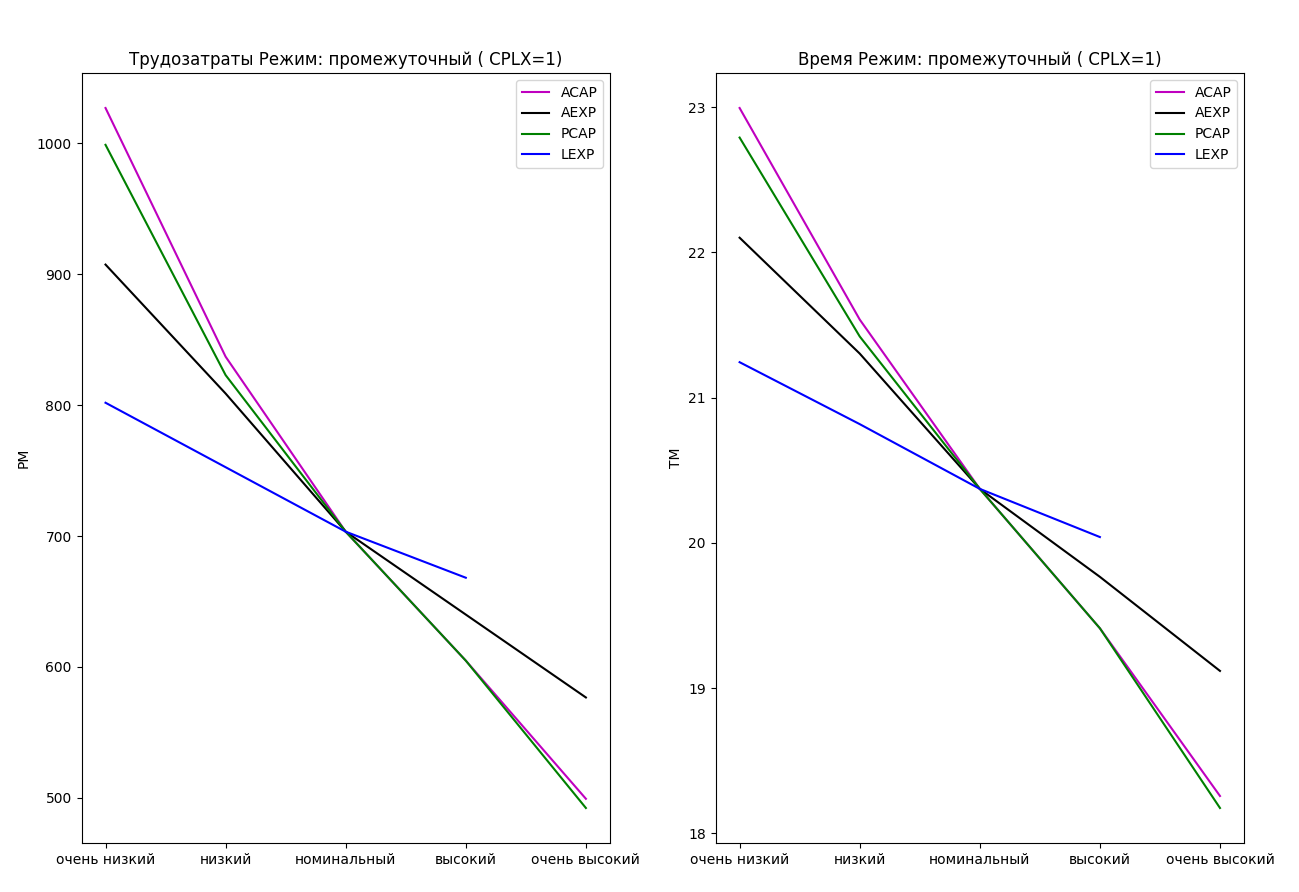 Трудозатраты Режим: промежуточный ( CPLX=1)
ACAP
AEXP
PCAP
LEXP
1000
900
800
700
600
500
PM
очень низкий
низкий
номинальный
высокий
очень высокий
Время Режим: промежуточный ( CPLX=1)
ACAP
AEXP
PCAP
LEXP
23
22
21
20
19
18
TM
очень низкий
низкий
номинальный
высокий
очень высокий